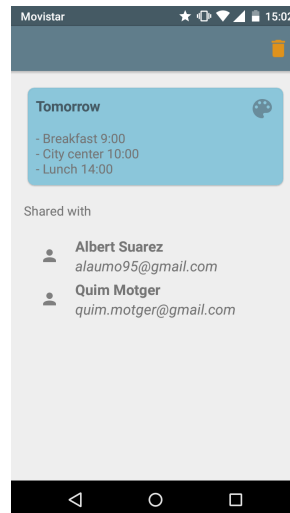 Movistar 15:02
Tomorrow
- Breakfast 9:00
- City center 10:00
- Lunch 14:00
Shared with
Albert Suarez
alaumo95@gmail.com
Quim Motger
quim.motger@gmail.com